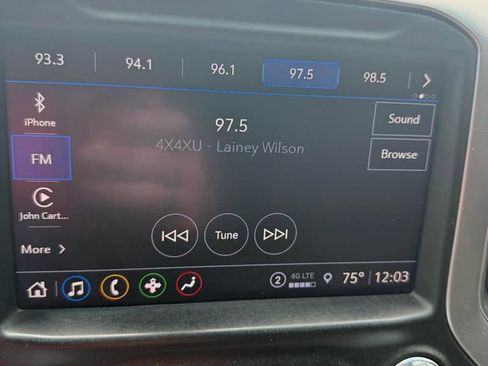 93.3 94.1 96.1 97.5 98.5
iPhone
97.5
Sound
4X4XU - Lainey Wilson
FM
Browse
John Cart...
Tune
More
2 4G LTE 75° 12:03